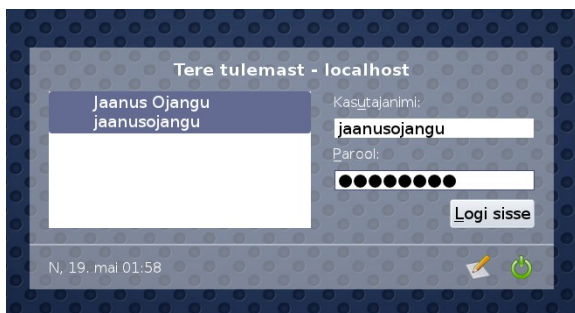 Tere tulemast - localhost
Jaanus Ojangu
jaanusojangu
Kasutajanimi:
jaanusojangu
Parool:
●●●●●●●●
Logi sisse
N, 19. mai 01:58